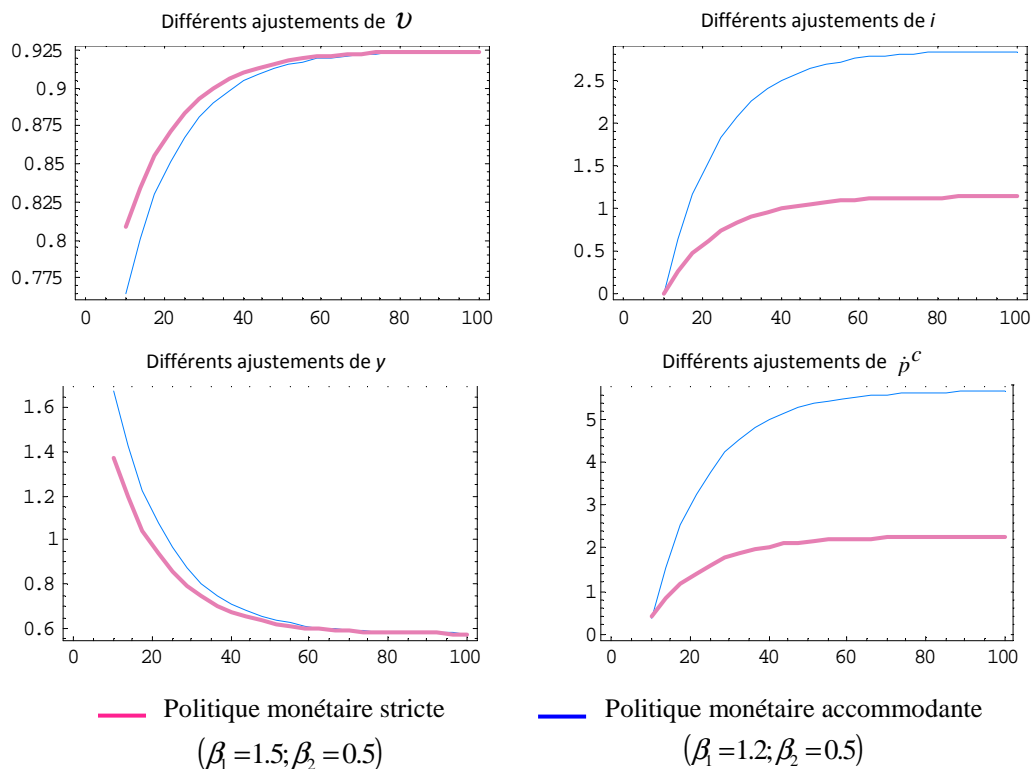 Différents ajustements de υ
0.925
0.9
0.875
0.85
0.825
0.8
0.775
0 20 40 60 80 100
Différents ajustements de i
2.5
2
1.5
1
0.5
0
0 20 40 60 80 100
Différents ajustements de y
1.6
1.4
1.2
1
0.8
0.6
0 20 40 60 80 100
Différents ajustements de ṗᶜ
5
4
3
2
1
0
0 20 40 60 80 100
Politique monétaire stricte
(β₁=1.5;β₂=0.5)
Politique monétaire accommodante
(β₁=1.2;β₂=0.5)